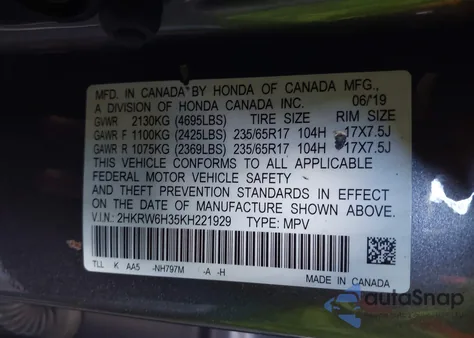 MFD. IN CANADA BY HONDA OF CANADA MFG.,
A DIVISION OF HONDA CANADA INC. 06/19
GVWR 2130KG (4695LBS) TIRE SIZE RIM SIZE
GAWR F 1100KG (2425LBS) 235/65R17 104H 17X7.5J
GAWR R 1075KG (2369LBS) 235/65R17 104H 17X7.5J
THIS VEHICLE CONFORMS TO ALL APPLICABLE
FEDERAL MOTOR VEHICLE SAFETY
AND THEFT PREVENTION STANDARDS IN EFFECT
ON THE DATE OF MANUFACTURE SHOWN ABOVE.
V.I.N.: 2HKRW6H35KH221929 TYPE: MPV
TLL K AA5 -NH797M -A -H
MADE IN CANADA
autoSnap